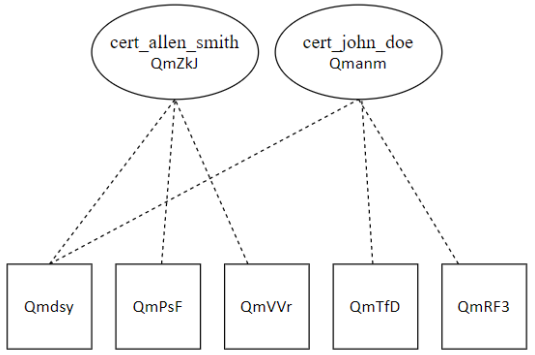 cert_allen_smith
QmZkJ
cert_john_doe
Qmanm
Qmdsy
QmPsF
QmVVr
QmTfD
QmRF3